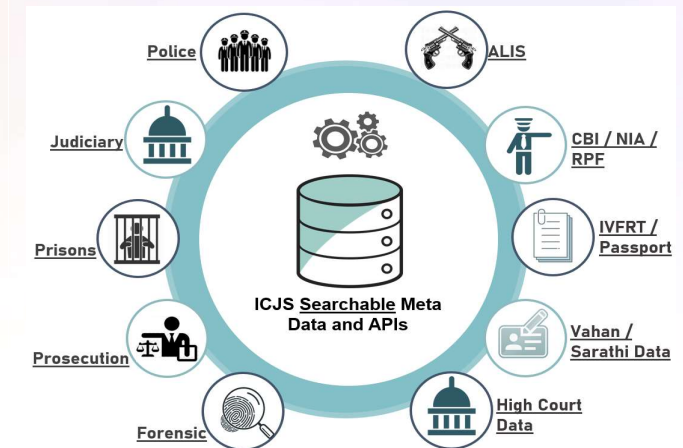 Police
ALIS
Judiciary
CBI / NIA /
RPF
Prisons
IVFRT /
Passport
ICJS Searchable Meta
Data and APIs
Prosecution
Vahan /
Sarathi Data
Forensic
High Court
Data